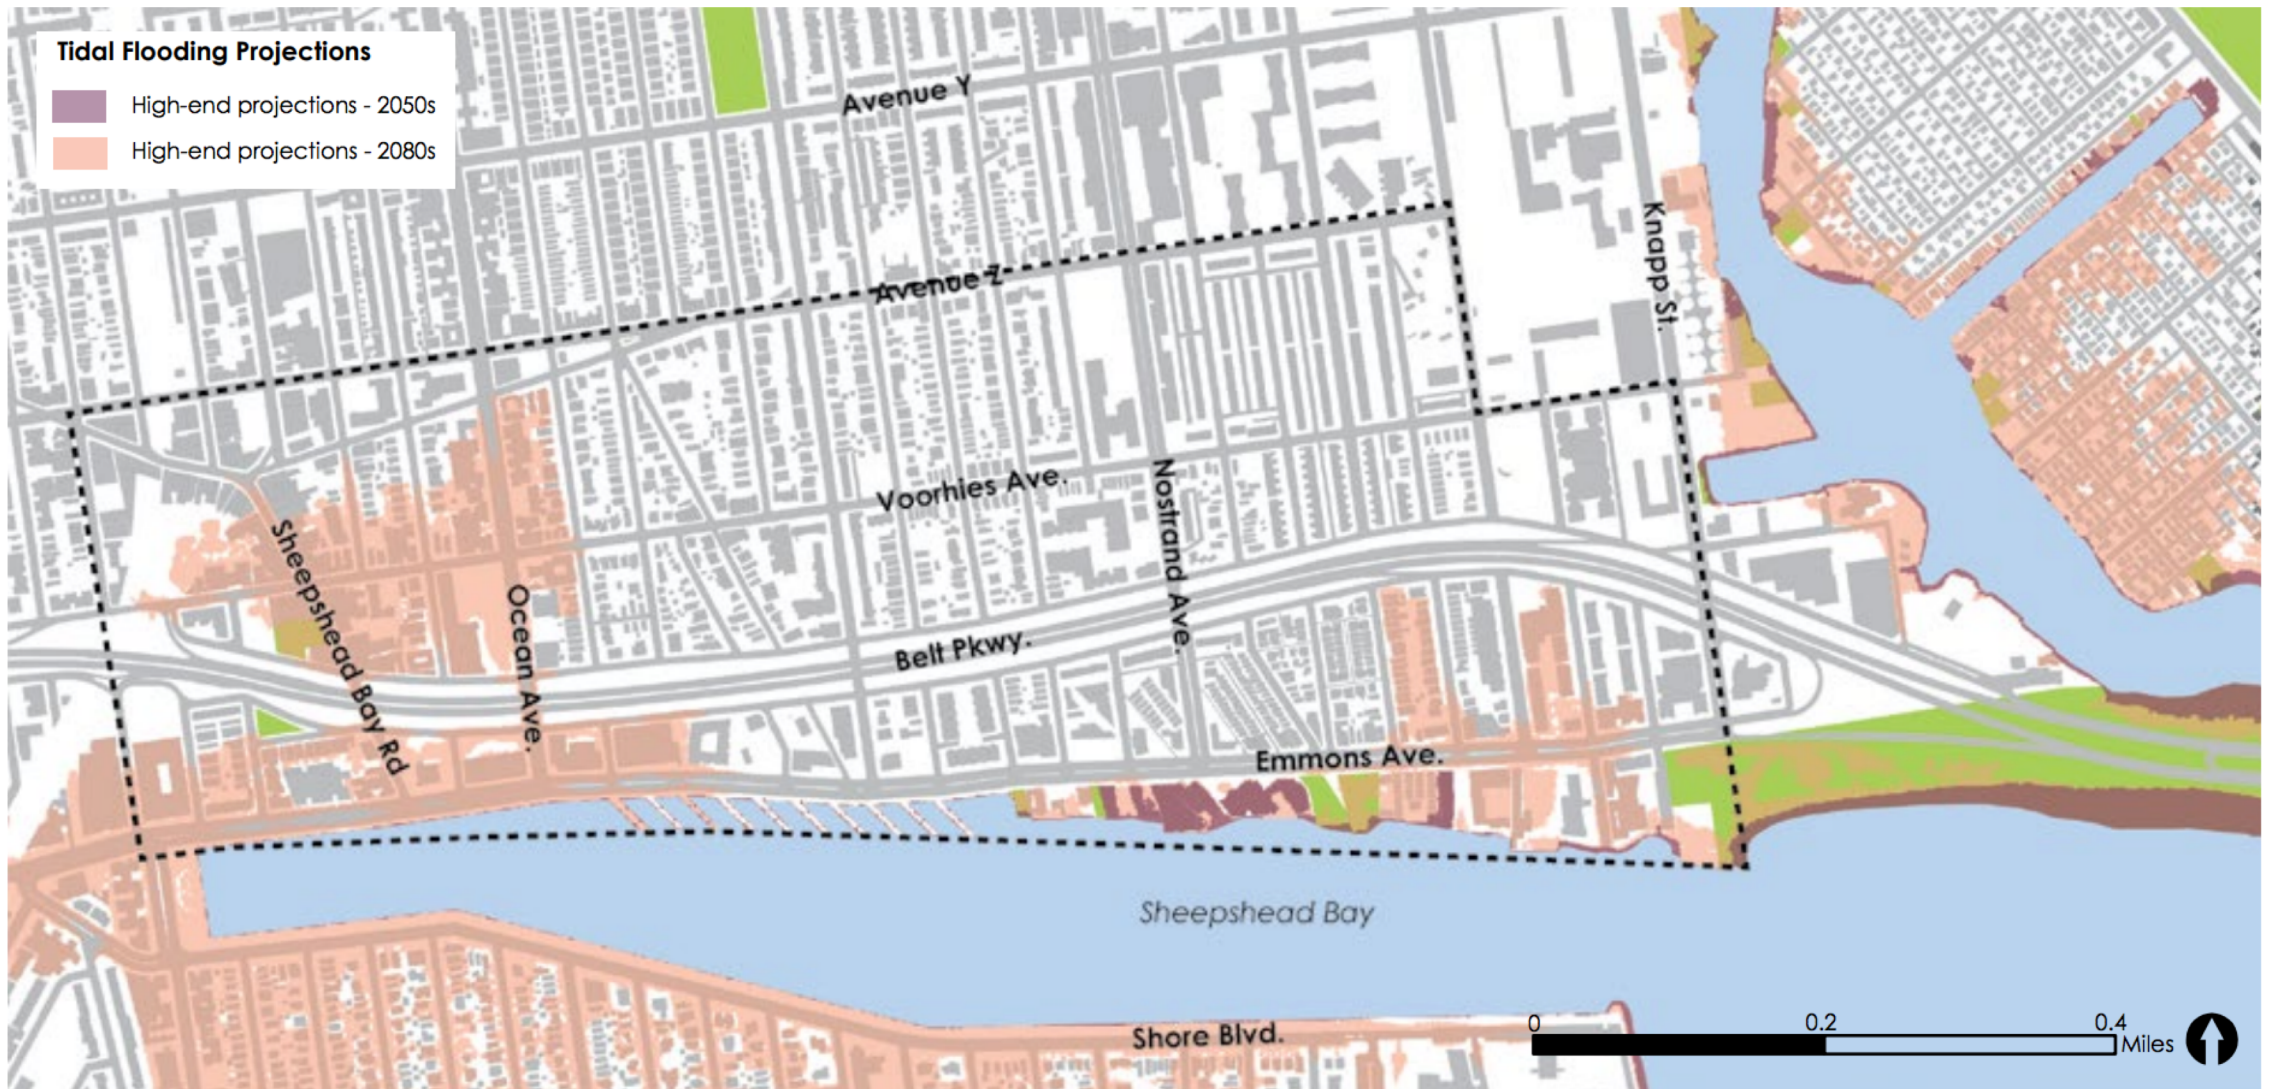 Tidal Flooding Projections
High-end projections - 2050s
High-end projections - 2080s
Avenue Y
Avenue Z
Knapp St.
Voorhies Ave.
Nostrand Ave.
Sheepshead Bay Rd
Ocean Ave.
Belt Pkwy.
Emmons Ave.
Sheepshead Bay
Shore Blvd.
0 0.2 0.4
Miles